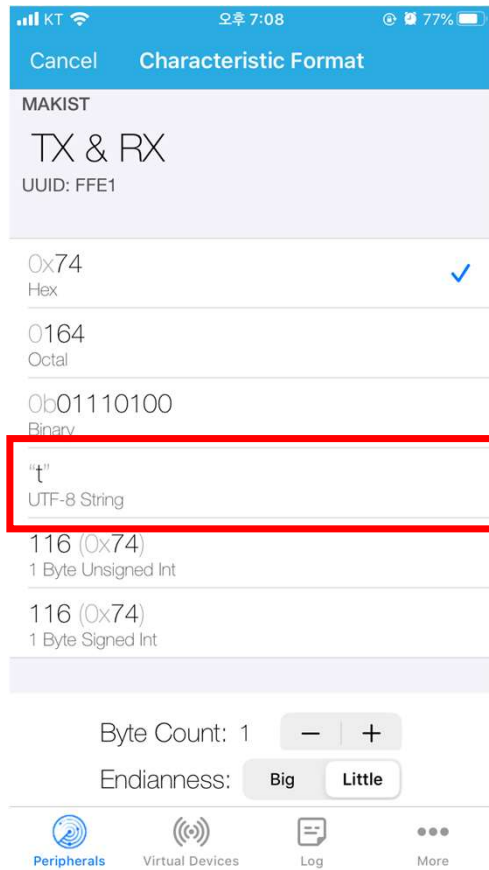 KT 오후 7:08 77%
Cancel Characteristic Format
MAKIST
TX & RX
UUID: FFE1
0x74
Hex
0164
Octal
0b01110100
Binary
“t”
UTF-8 String
116 (0x74)
1 Byte Unsigned Int
116 (0x74)
1 Byte Signed Int
Byte Count: 1 − +
Endianness: Big Little
Peripherals Virtual Devices Log More